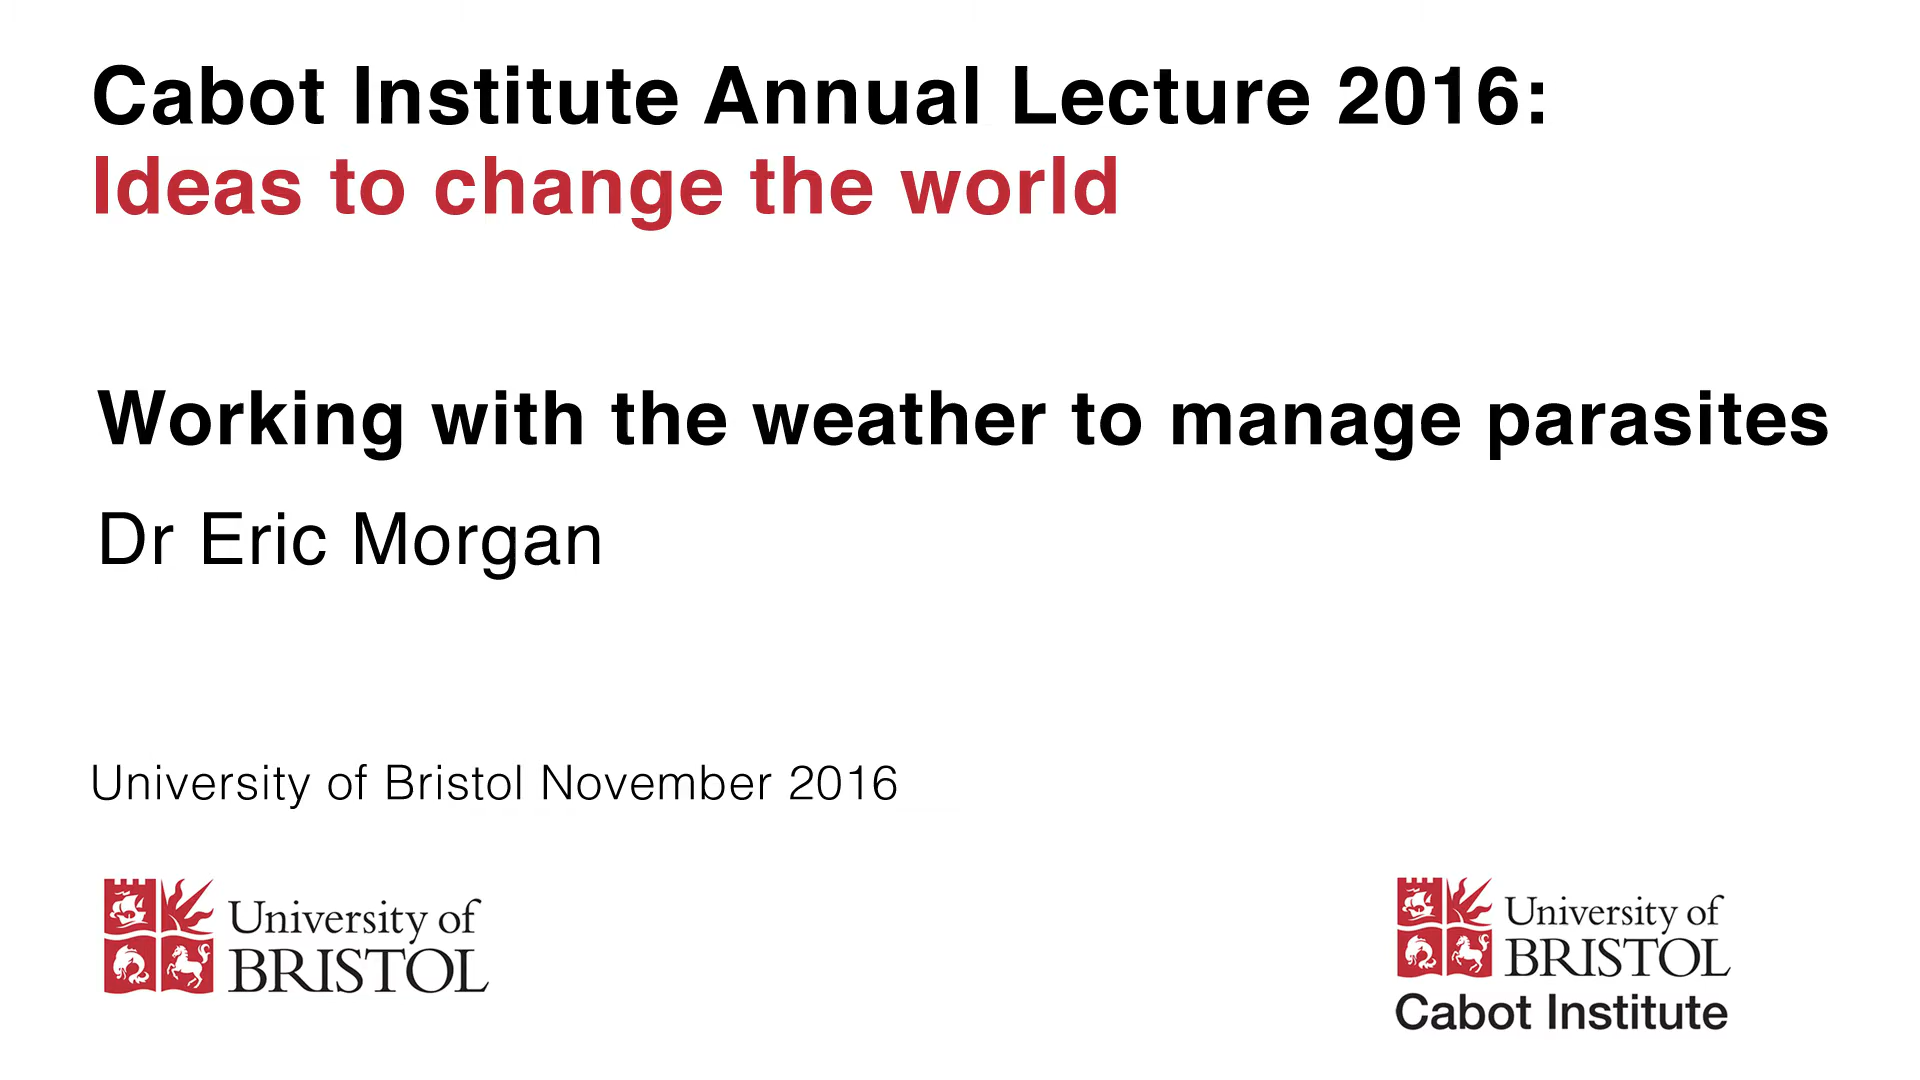 Cabot Institute Annual Lecture 2016:
Ideas to change the world
Working with the weather to manage parasites
Dr Eric Morgan
University of Bristol November 2016
University of
BRISTOL
University of
BRISTOL
Cabot Institute